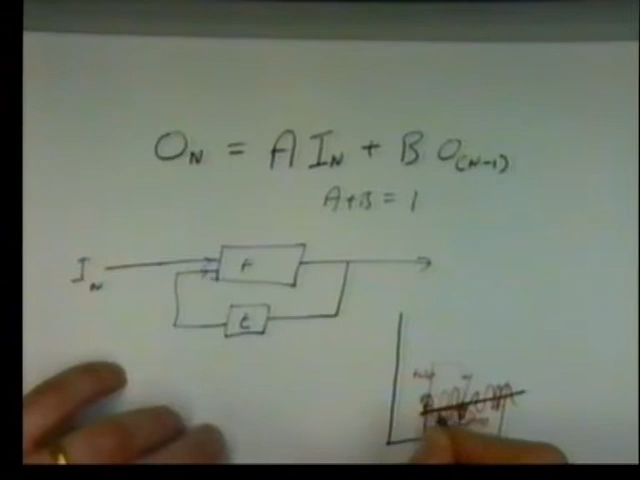 O_N = A I_N + B O_(N-1)
A+B = 1
I_N
F
t